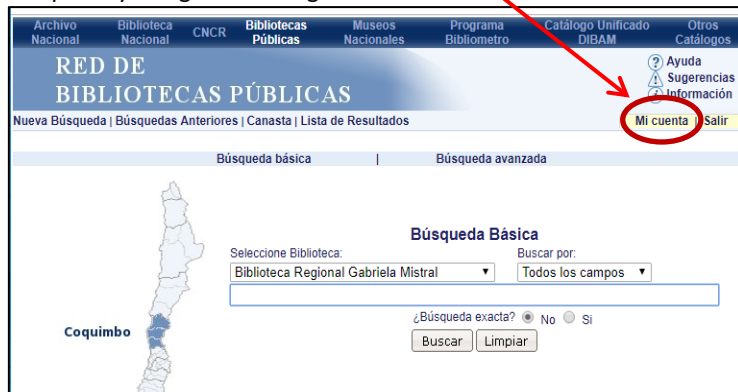 Archivo Nacional
Biblioteca Nacional
CNCR
Bibliotecas Públicas
Museos Nacionales
Programa Bibliometro
Catálogo Unificado DIBAM
Otros Catálogos
RED DE
BIBLIOTECAS PÚBLICAS
Ayuda
Sugerencias
Información
Nueva Búsqueda | Búsquedas Anteriores | Canasta | Lista de Resultados
Mi cuenta | Salir
Búsqueda básica | Búsqueda avanzada
Búsqueda Básica
Seleccione Biblioteca: Buscar por:
Biblioteca Regional Gabriela Mistral Todos los campos
¿Búsqueda exacta? No Si
Buscar Limpiar
Coquimbo